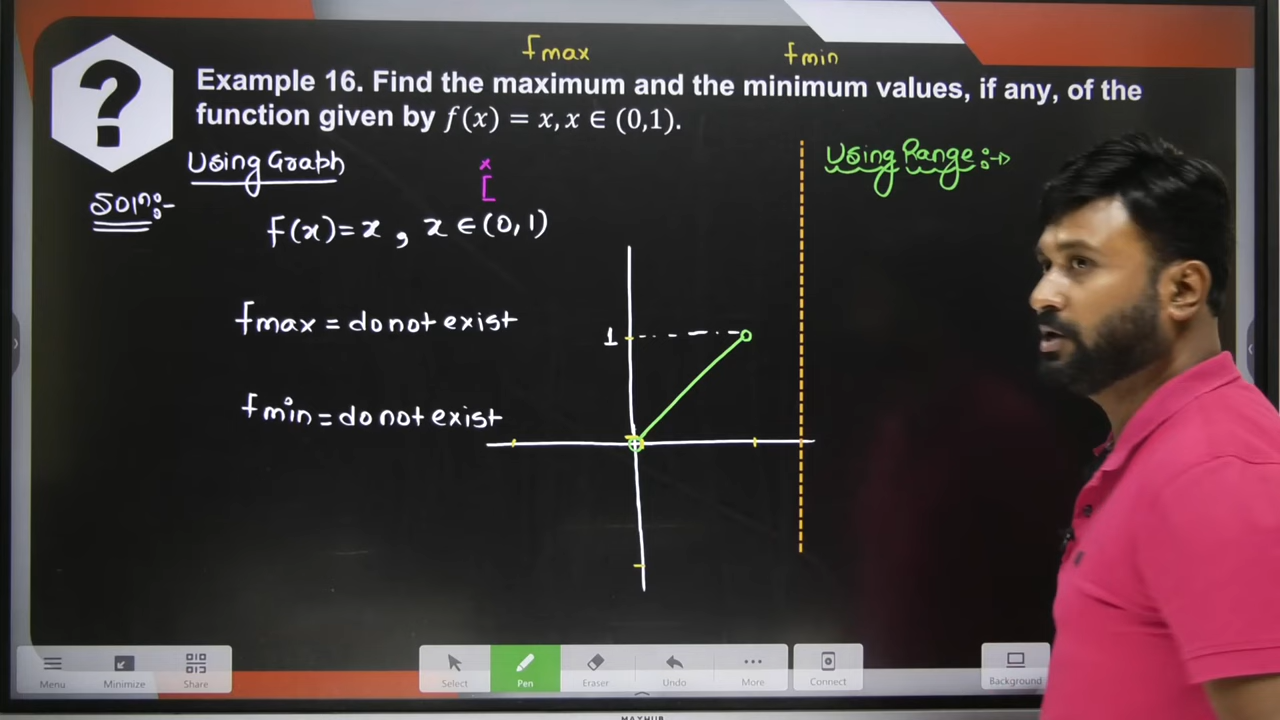 fmax fmin
Example 16. Find the maximum and the minimum values, if any, of the
function given by f(x) = x, x ∈ (0,1).
Using Graph
Using Range :→
Soln:-
x
[
f(x) = x , x ∈ (0,1)
fmax = do not exist
1
fmin = do not exist
Menu Minimize Share Select Pen Eraser Undo More Connect Background
MAXHUB